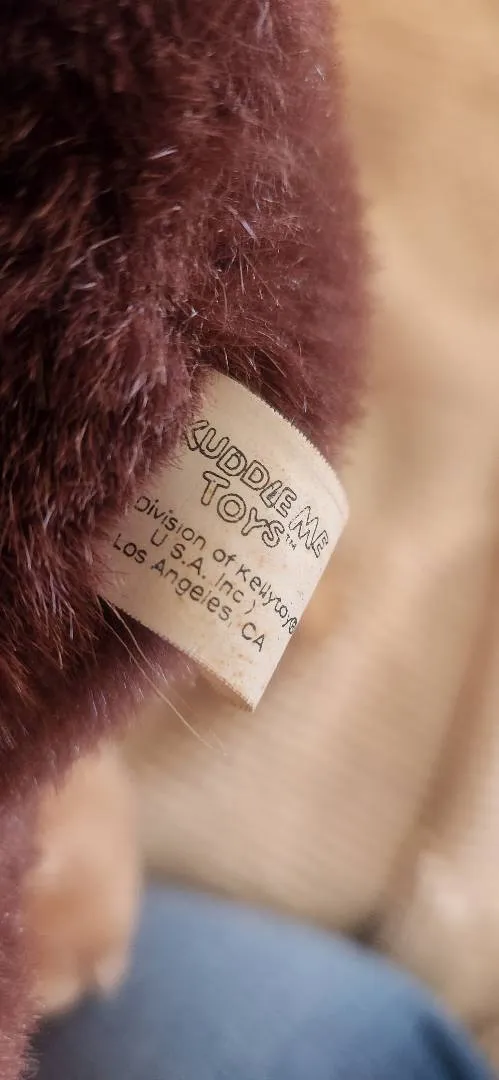 KUDDLE ME
TOYS™
Division of Kellytoy®
U S.A. Inc )
Los Angeles, CA